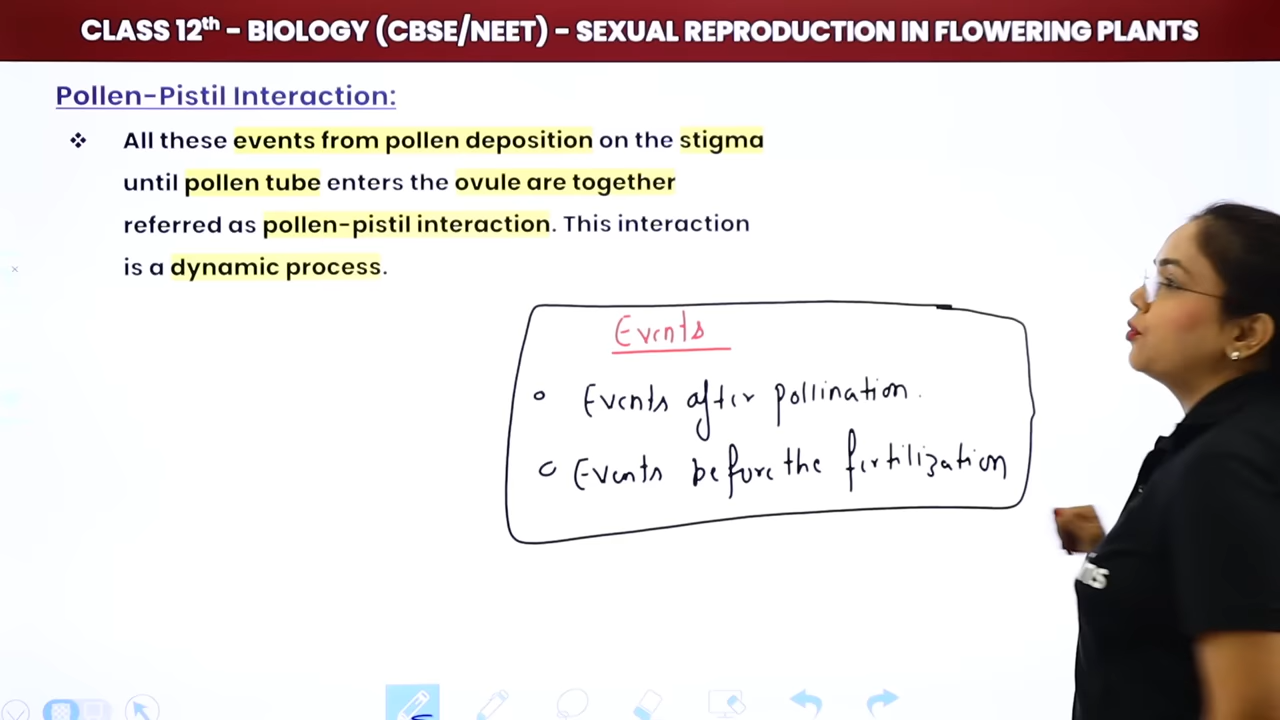 CLASS 12th – BIOLOGY (CBSE/NEET) – SEXUAL REPRODUCTION IN FLOWERING PLANTS
Pollen-Pistil Interaction:
❖ All these events from pollen deposition on the stigma
until pollen tube enters the ovule are together
referred as pollen-pistil interaction. This interaction
is a dynamic process.
Events
Events after pollination.
Events before the fertilization